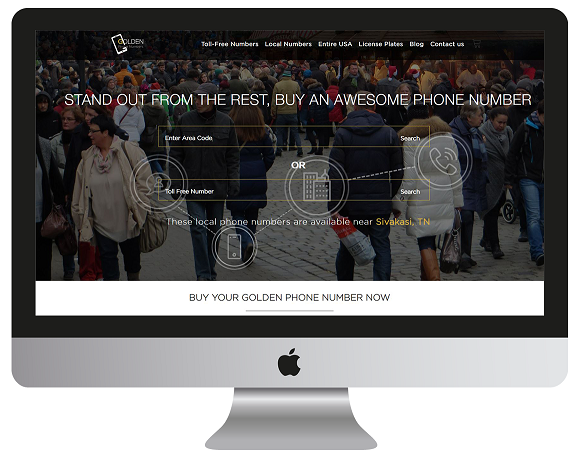 GOLDEN
Toll-Free Numbers Local Numbers Entire USA License Plates Blog Contact us
STAND OUT FROM THE REST, BUY AN AWESOME PHONE NUMBER
Enter Area Code Search
OR
Toll Free Number Search
These local phone numbers are available near Sivakasi, TN
BUY YOUR GOLDEN PHONE NUMBER NOW